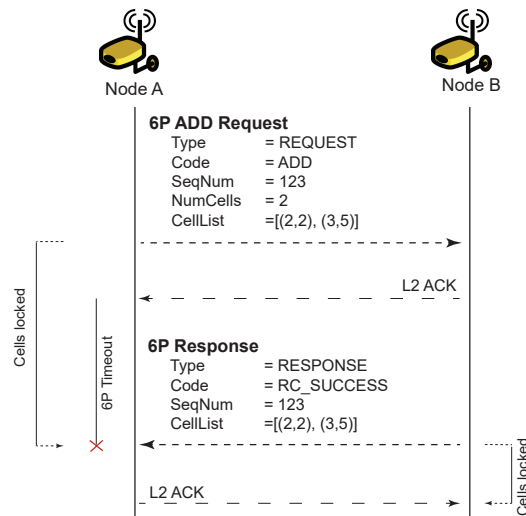 Node A
Node B
6P ADD Request
Type = REQUEST
Code = ADD
SeqNum = 123
NumCells = 2
CellList =[(2,2), (3,5)]
L2 ACK
Cells locked
6P Timeout
6P Response
Type = RESPONSE
Code = RC_SUCCESS
SeqNum = 123
CellList =[(2,2), (3,5)]
L2 ACK
Cells locked